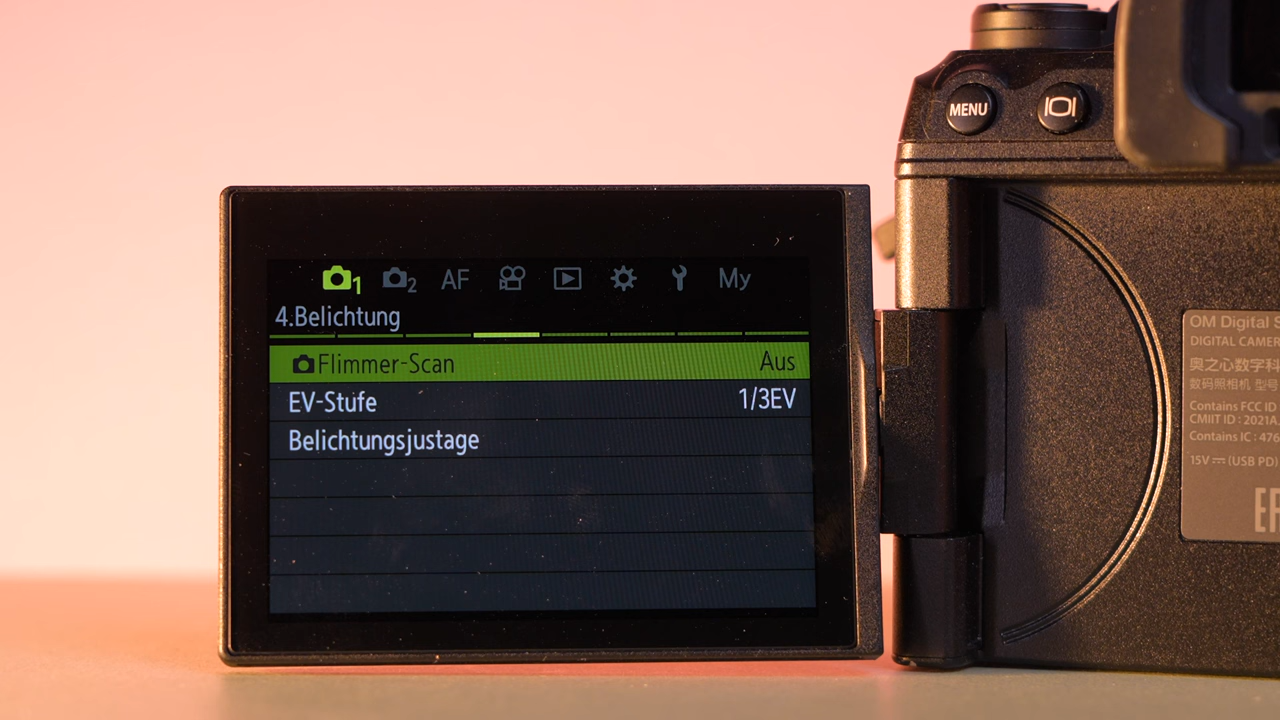 MENU
1 2 AF My
4.Belichtung
Flimmer-Scan Aus
EV-Stufe 1/3EV
Belichtungsjustage
OM Digital S
DIGITAL CAMER
奥之心数字科
数码照相机 型号
Contains FCC ID
CMIIT ID : 2021A
Contains IC : 476
15V ⎓ (USB PD)